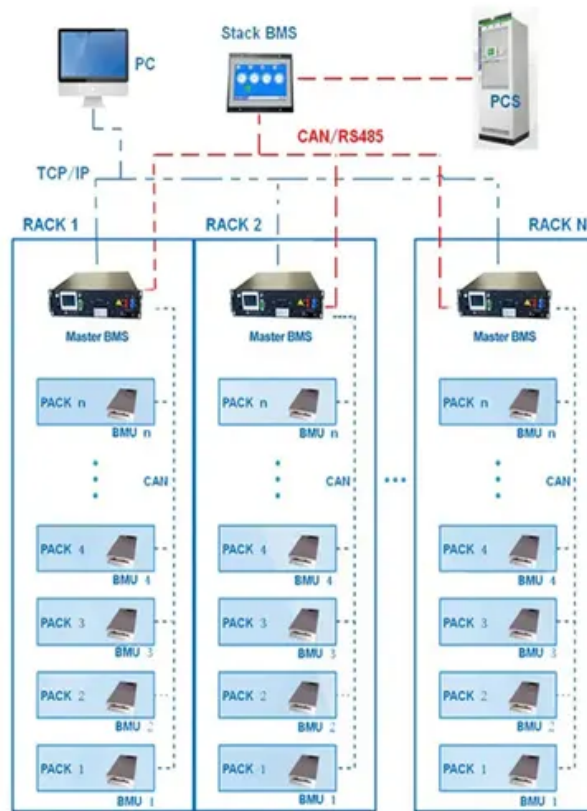 Stack BMS
PC
PCS
CAN/RS485
TCP/IP
RACK 1
RACK 2
RACK N
Master BMS
Master BMS
Master BMS
PACK n
BMU n
PACK n
BMU n
PACK n
BMU n
CAN
CAN
CAN
PACK 4
BMU 4
PACK 4
BMU 4
PACK 4
BMU 4
PACK 3
BMU 3
PACK 3
BMU 3
PACK 3
BMU 3
PACK 2
BMU 2
PACK 2
BMU 2
PACK 2
BMU 2
PACK 1
BMU 1
PACK 1
BMU 1
PACK 1
BMU 1